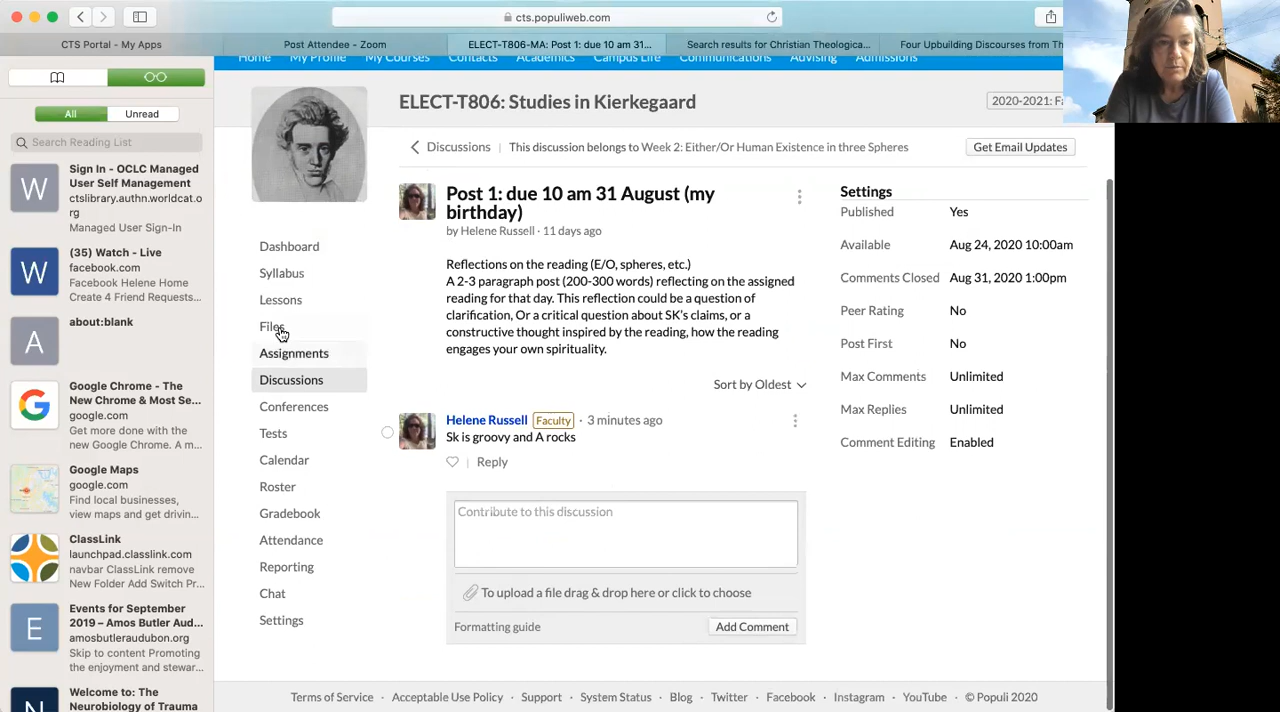 cts.populiweb.com
CTS Portal - My Apps
Post Attendee - Zoom
ELECT-T806-MA: Post 1: due 10 am 31...
Search results for Christian Theologica...
Four Upbuilding Discourses from Th
Home
My Profile
My Courses
Contacts
Academics
Campus Life
Communications
Advising
Admissions
All
Unread
Search Reading List
W
Sign In - OCLC Managed
User Self Management
ctslibrary.authn.worldcat.o
rg
Managed User Sign-In
W
(35) Watch - Live
facebook.com
Facebook Helene Home
Create 4 Friend Requests...
A
about:blank
Google Chrome - The
New Chrome & Most Se...
google.com
Get more done with the
new Google Chrome. A m...
Google Maps
google.com
Find local businesses,
view maps and get drivin...
ClassLink
launchpad.classlink.com
navbar ClassLink remove
New Folder Add Switch Pr...
E
Events for September
2019 – Amos Butler Aud...
amosbutleraudubon.org
Skip to content Promoting
the enjoyment and stewar...
Welcome to: The
Neurobiology of Trauma
ELECT-T806: Studies in Kierkegaard
2020-2021: Fa
Discussions
This discussion belongs to Week 2: Either/Or Human Existence in three Spheres
Get Email Updates
Dashboard
Syllabus
Lessons
Files
Assignments
Discussions
Conferences
Tests
Calendar
Roster
Gradebook
Attendance
Reporting
Chat
Settings
Post 1: due 10 am 31 August (my
birthday)
by Helene Russell · 11 days ago
Reflections on the reading (E/O, spheres, etc.)
A 2-3 paragraph post (200-300 words) reflecting on the assigned
reading for that day. This reflection could be a question of
clarification, Or a critical question about SK's claims, or a
constructive thought inspired by the reading, how the reading
engages your own spirituality.
Sort by Oldest
Helene Russell Faculty · 3 minutes ago
Sk is groovy and A rocks
Reply
Contribute to this discussion
To upload a file drag & drop here or click to choose
Formatting guide
Add Comment
Settings
Published Yes
Available Aug 24, 2020 10:00am
Comments Closed Aug 31, 2020 1:00pm
Peer Rating No
Post First No
Max Comments Unlimited
Max Replies Unlimited
Comment Editing Enabled
Terms of Service · Acceptable Use Policy · Support · System Status · Blog · Twitter · Facebook · Instagram · YouTube · © Populi 2020